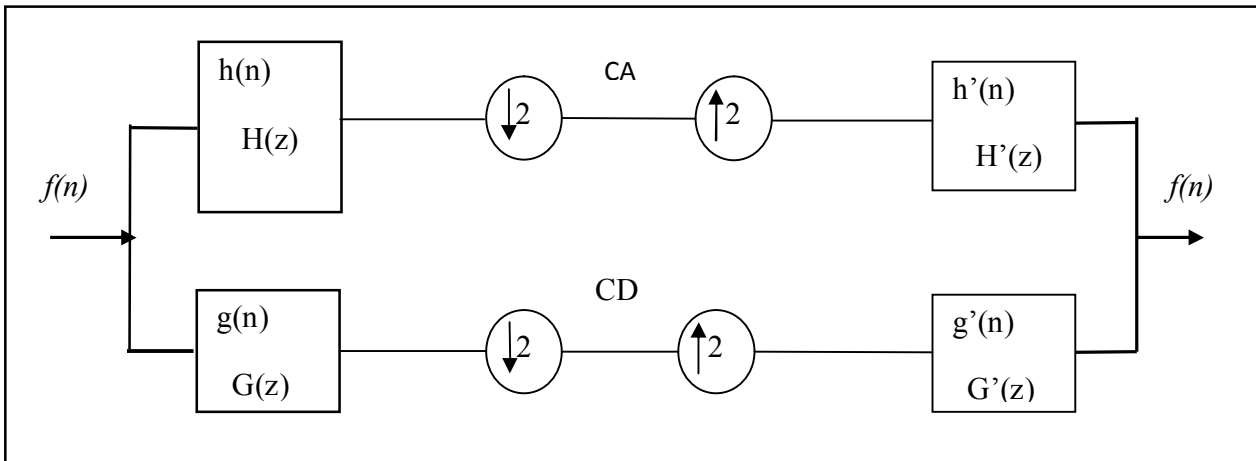 h(n)
H(z)
↓2
CA
↑2
h’(n)
H’(z)
f(n)
f(n)
g(n)
G(z)
↓2
CD
↑2
g’(n)
G’(z)